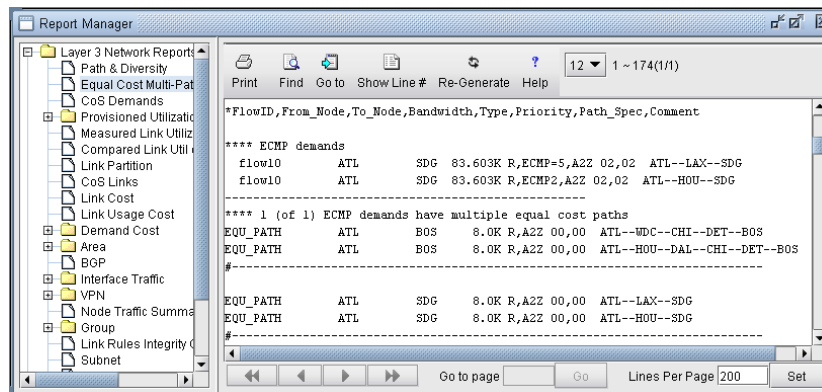 Report Manager
Layer 3 Network Reports
Path & Diversity
Equal Cost Multi-Pat
CoS Demands
Provisioned Utilizatio
Measured Link Utiliz
Compared Link Util
Link Partition
CoS Links
Link Cost
Link Usage Cost
Demand Cost
Area
BGP
Interface Traffic
VPN
Node Traffic Summa
Group
Link Rules Integrity
Subnet
Print Find Go to Show Line # Re-Generate Help 12 1 ~ 174(1/1)
*FlowID,From_Node,To_Node,Bandwidth,Type,Priority,Path_Spec,Comment
**** ECMP demands
flow10 ATL SDG 83.603K R,ECMP=5,A2Z 02,02 ATL--LAX--SDG
flow10 ATL SDG 83.603K R,ECMP2,A2Z 02,02 ATL--HOU--SDG
--------------------------------------------------
**** 1 (of 1) ECMP demands have multiple equal cost paths
EQU_PATH ATL BOS 8.0K R,A2Z 00,00 ATL--WDC--CHI--DET--BOS
EQU_PATH ATL BOS 8.0K R,A2Z 00,00 ATL--HOU--DAL--CHI--DET--BOS
#--------------------------------------------------------------------------
EQU_PATH ATL SDG 8.0K R,A2Z 00,00 ATL--LAX--SDG
EQU_PATH ATL SDG 8.0K R,A2Z 00,00 ATL--HOU--SDG
#--------------------------------------------------------------------------
Go to page Go Lines Per Page 200 Set